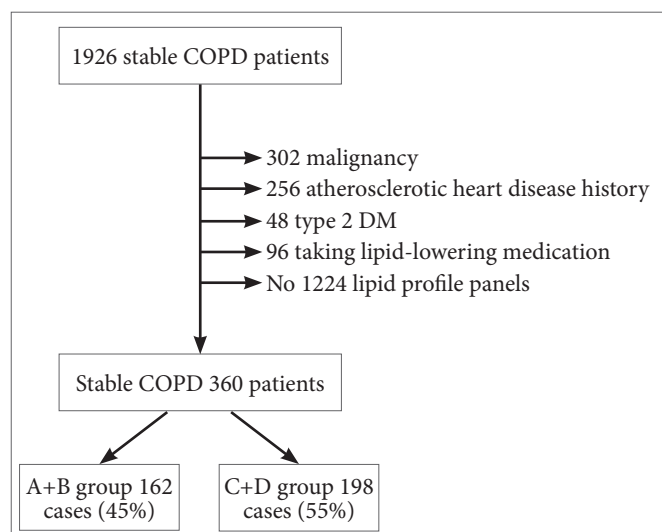 1926 stable COPD patients
302 malignancy
256 atherosclerotic heart disease history
48 type 2 DM
96 taking lipid-lowering medication
No 1224 lipid profile panels
Stable COPD 360 patients
A+B group 162
cases (45%)
C+D group 198
cases (55%)